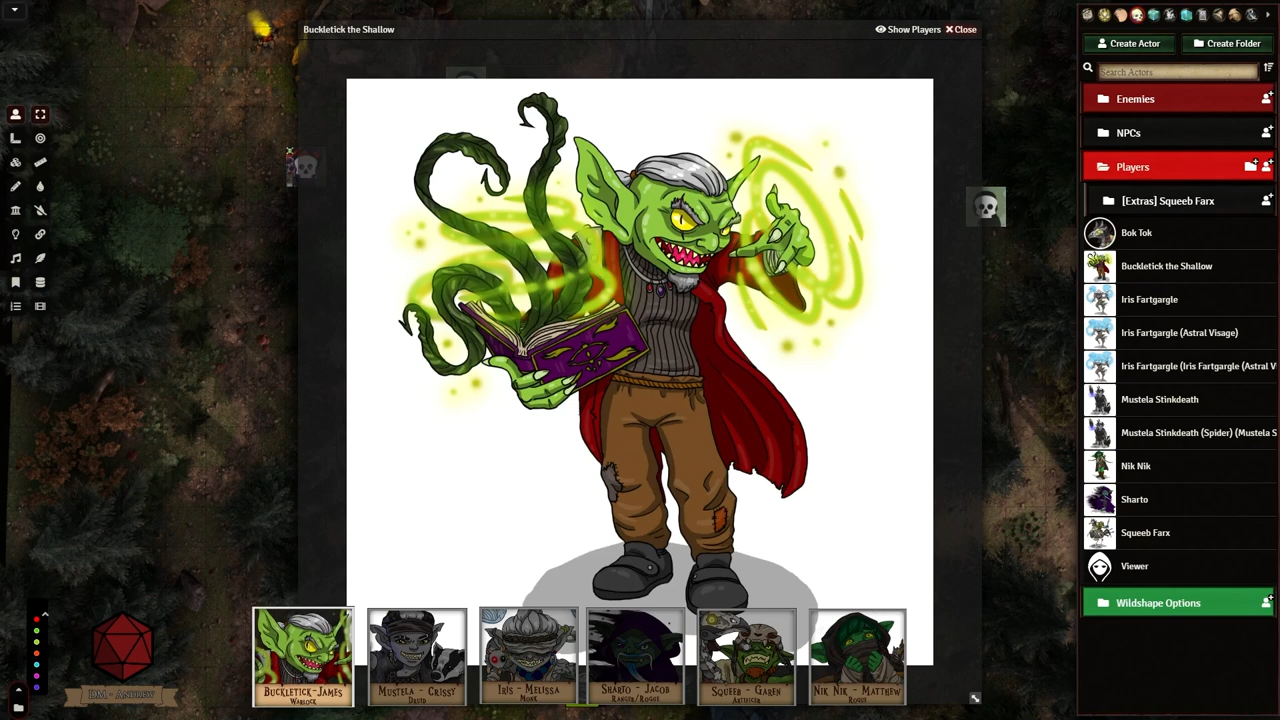 Buckletick the Shallow
Show Players
Close
Create Actor
Create Folder
Search Actors
Enemies
NPCs
Players
[Extras] Squeeb Farx
Bok Tok
Buckletick the Shallow
Iris Fartgargle
Iris Fartgargle (Astral Visage)
Iris Fartgargle (Iris Fartgargle (Astral V
Mustela Stinkdeath
Mustela Stinkdeath (Spider) (Mustela S
Nik Nik
Sharto
Squeeb Farx
Viewer
Wildshape Options
DM - Andrew
Buckletick-James
Warlock
Mustela - Crissy
Druid
Iris - Melissa
Monk
Sharto - Jacob
Ranger/Rogue
Squeeb - Garen
Artificer
Nik Nik - Matthew
Rogue